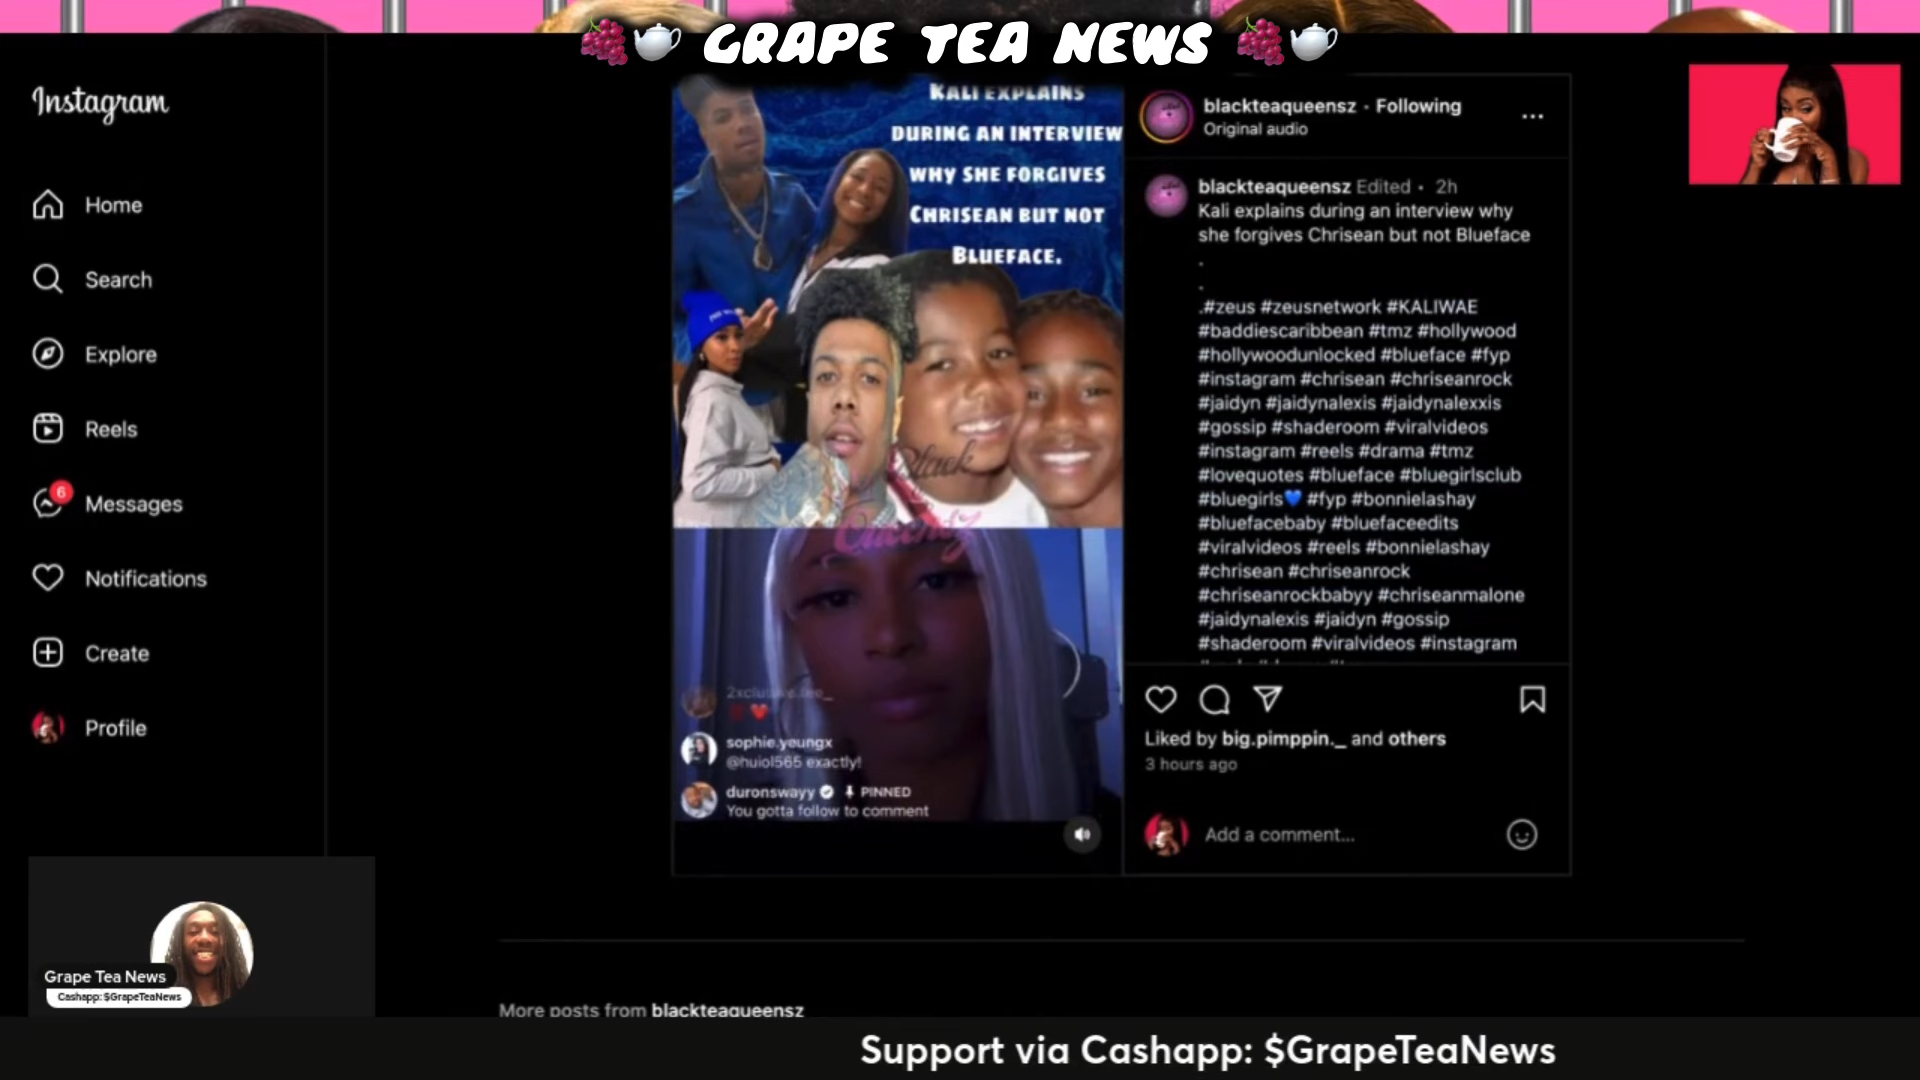 GRAPE TEA NEWS
Instagram
Home
Search
Explore
Reels
6
Messages
Notifications
Create
Profile
KALI EXPLAINS
DURING AN INTERVIEW
WHY SHE FORGIVES
CHRISEAN BUT NOT
BLUEFACE.
Black
Queensz
sophie.youngx
@huiol565 exactly!
duronswayy PINNED
You gotta follow to comment
blackteaqueensz • Following
Original audio
blackteaqueensz Edited • 2h
Kali explains during an interview why
she forgives Chrisean but not Blueface
.
.
.#zeus #zeusnetwork #KALIWAE
#baddiescaribbean #tmz #hollywood
#hollywoodunlocked #blueface #fyp
#instagram #chrisean #chriseanrock
#jaidyn #jaidynalexis #jaidynalexxis
#gossip #shaderoom #viralvideos
#instagram #reels #drama #tmz
#lovequotes #blueface #bluegirlsclub
#bluegirls💙 #fyp #bonnielashay
#bluefacebaby #bluefaceedits
#viralvideos #reels #bonnielashay
#chrisean #chriseanrock
#chriseanrockbabyy #chriseanmalone
#jaidynalexis #jaidyn #gossip
#shaderoom #viralvideos #instagram
Liked by big.pimppin._ and others
3 hours ago
Add a comment...
Grape Tea News
Cashapp: $GrapeTeaNews
More posts from blackteaqueensz
Support via Cashapp: $GrapeTeaNews